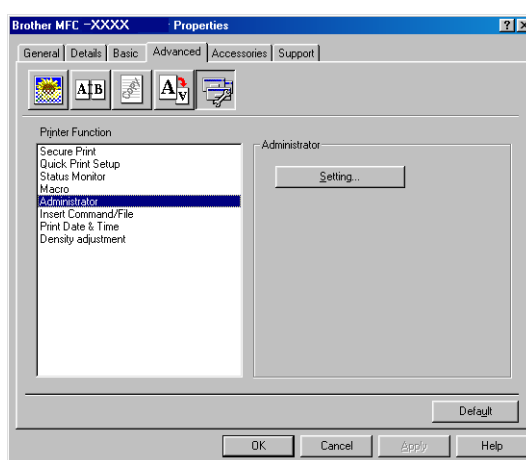 Brother MFC -XXXX : Properties
General Details Basic Advanced Accessories Support
A B A A
Printer Function
Secure Print
Quick Print Setup
Status Monitor
Macro
Administrator
Insert Command/File
Print Date & Time
Density adjustment
Administrator
Setting...
Default
OK Cancel Apply Help